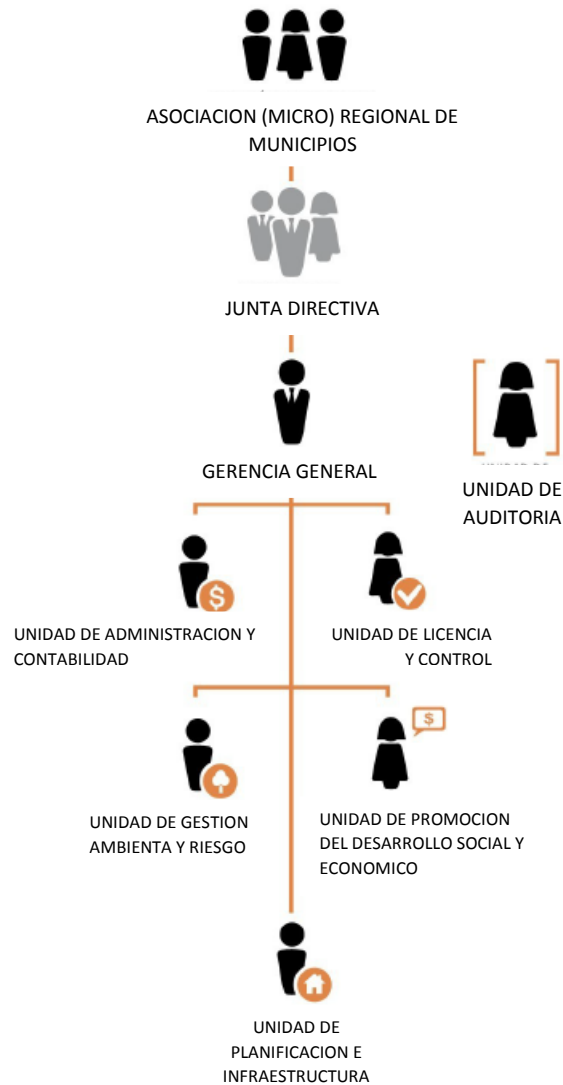 ASOCIACION (MICRO) REGIONAL DE
MUNICIPIOS
JUNTA DIRECTIVA
GERENCIA GENERAL
UNIDAD DE
AUDITORIA
$
UNIDAD DE ADMINISTRACION Y
CONTABILIDAD
UNIDAD DE LICENCIA
Y CONTROL
$
UNIDAD DE GESTION
AMBIENTA Y RIESGO
UNIDAD DE PROMOCION
DEL DESARROLLO SOCIAL Y
ECONOMICO
UNIDAD DE
PLANIFICACION E
INFRAESTRUCTURA